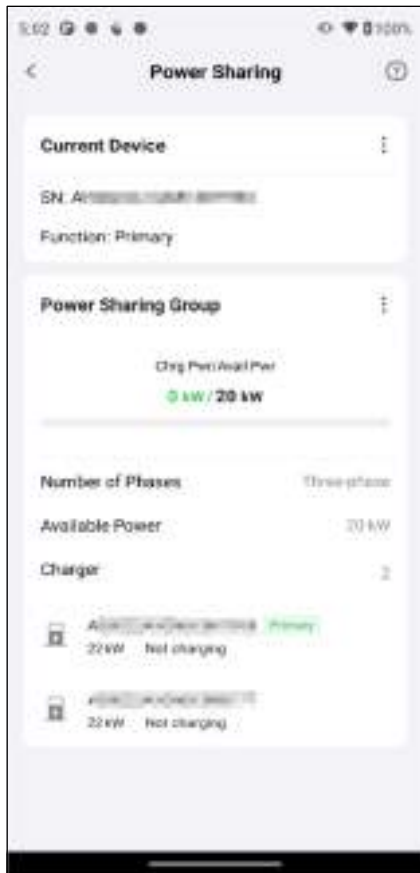 5:02 100%
Power Sharing
Current Device
SN: A
Function: Primary
Power Sharing Group
Chrg Pwr/Avail Pwr
0 kW/20 kW
Number of Phases Three-phase
Available Power 20 kW
Charger 2
A Primary
22 kW Not charging
22 kW Not charging